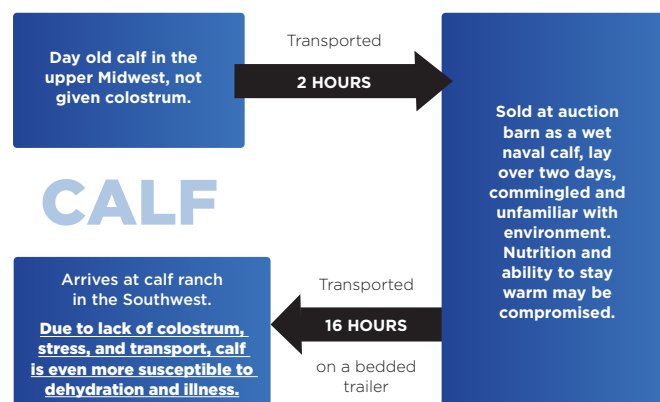 Day old calf in the
upper Midwest, not
given colostrum.
Transported
2 HOURS
Sold at auction
barn as a wet
naval calf, lay
over two days,
commingled and
unfamiliar with
environment.
Nutrition and
ability to stay
warm may be
compromised.
CALF
Transported
16 HOURS
on a bedded
trailer
Arrives at calf ranch
in the Southwest.
Due to lack of colostrum,
stress, and transport, calf
is even more susceptible to
dehydration and illness.